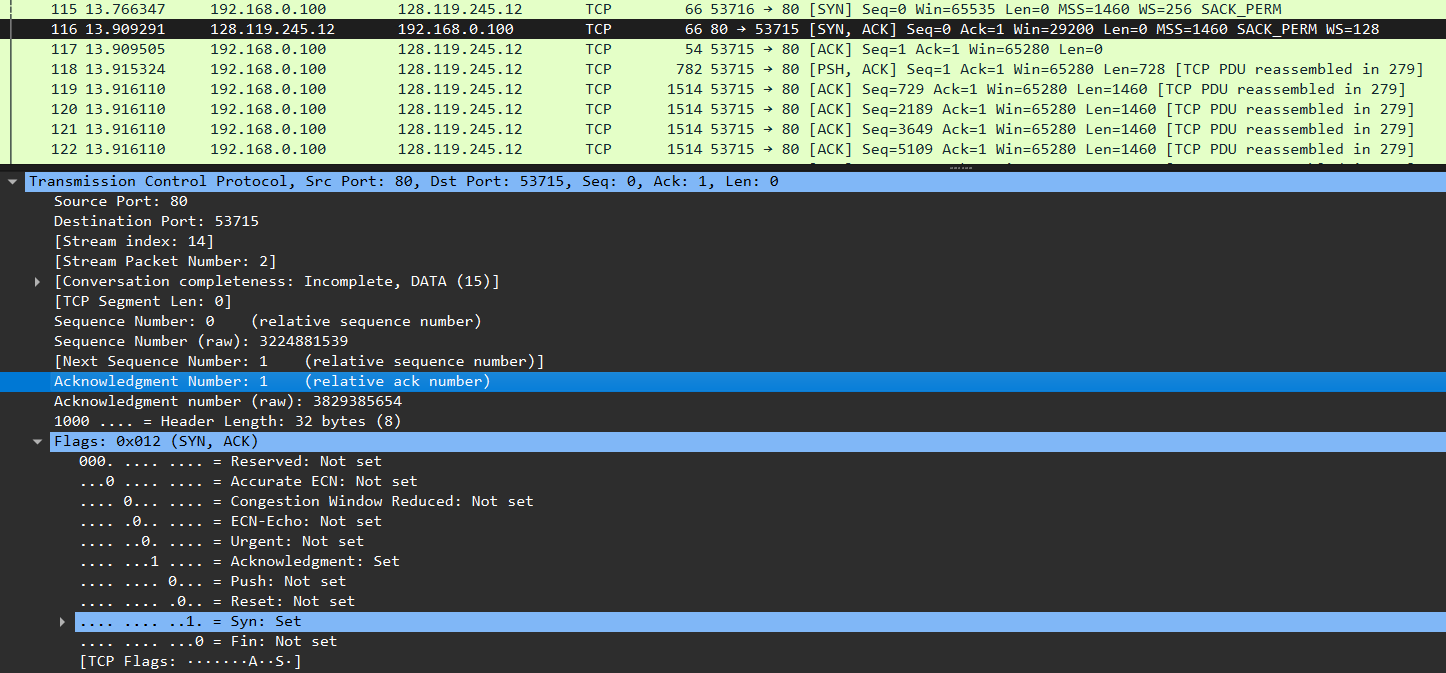 115 13.766347 192.168.0.100 128.119.245.12 TCP 66 53716 → 80 [SYN] Seq=0 Win=65535 Len=0 MSS=1460 WS=256 SACK_PERM
116 13.909291 128.119.245.12 192.168.0.100 TCP 66 80 → 53715 [SYN, ACK] Seq=0 Ack=1 Win=29200 Len=0 MSS=1460 SACK_PERM WS=128
117 13.909505 192.168.0.100 128.119.245.12 TCP 54 53715 → 80 [ACK] Seq=1 Ack=1 Win=65280 Len=0
118 13.915324 192.168.0.100 128.119.245.12 TCP 782 53715 → 80 [PSH, ACK] Seq=1 Ack=1 Win=65280 Len=728 [TCP PDU reassembled in 279]
119 13.916110 192.168.0.100 128.119.245.12 TCP 1514 53715 → 80 [ACK] Seq=729 Ack=1 Win=65280 Len=1460 [TCP PDU reassembled in 279]
120 13.916110 192.168.0.100 128.119.245.12 TCP 1514 53715 → 80 [ACK] Seq=2189 Ack=1 Win=65280 Len=1460 [TCP PDU reassembled in 279]
121 13.916110 192.168.0.100 128.119.245.12 TCP 1514 53715 → 80 [ACK] Seq=3649 Ack=1 Win=65280 Len=1460 [TCP PDU reassembled in 279]
122 13.916110 192.168.0.100 128.119.245.12 TCP 1514 53715 → 80 [ACK] Seq=5109 Ack=1 Win=65280 Len=1460 [TCP PDU reassembled in 279]
Transmission Control Protocol, Src Port: 80, Dst Port: 53715, Seq: 0, Ack: 1, Len: 0
Source Port: 80
Destination Port: 53715
[Stream index: 14]
[Stream Packet Number: 2]
[Conversation completeness: Incomplete, DATA (15)]
[TCP Segment Len: 0]
Sequence Number: 0    (relative sequence number)
Sequence Number (raw): 3224881539
[Next Sequence Number: 1    (relative sequence number)]
Acknowledgment Number: 1    (relative ack number)
Acknowledgment number (raw): 3829385654
1000 .... = Header Length: 32 bytes (8)
Flags: 0x012 (SYN, ACK)
000. .... .... = Reserved: Not set
...0 .... .... = Accurate ECN: Not set
.... 0... .... = Congestion Window Reduced: Not set
.... .0.. .... = ECN-Echo: Not set
.... ..0. .... = Urgent: Not set
.... ...1 .... = Acknowledgment: Set
.... .... 0... = Push: Not set
.... .... .0.. = Reset: Not set
.... .... ..1. = Syn: Set
.... .... ...0 = Fin: Not set
[TCP Flags: ·······A··S·]